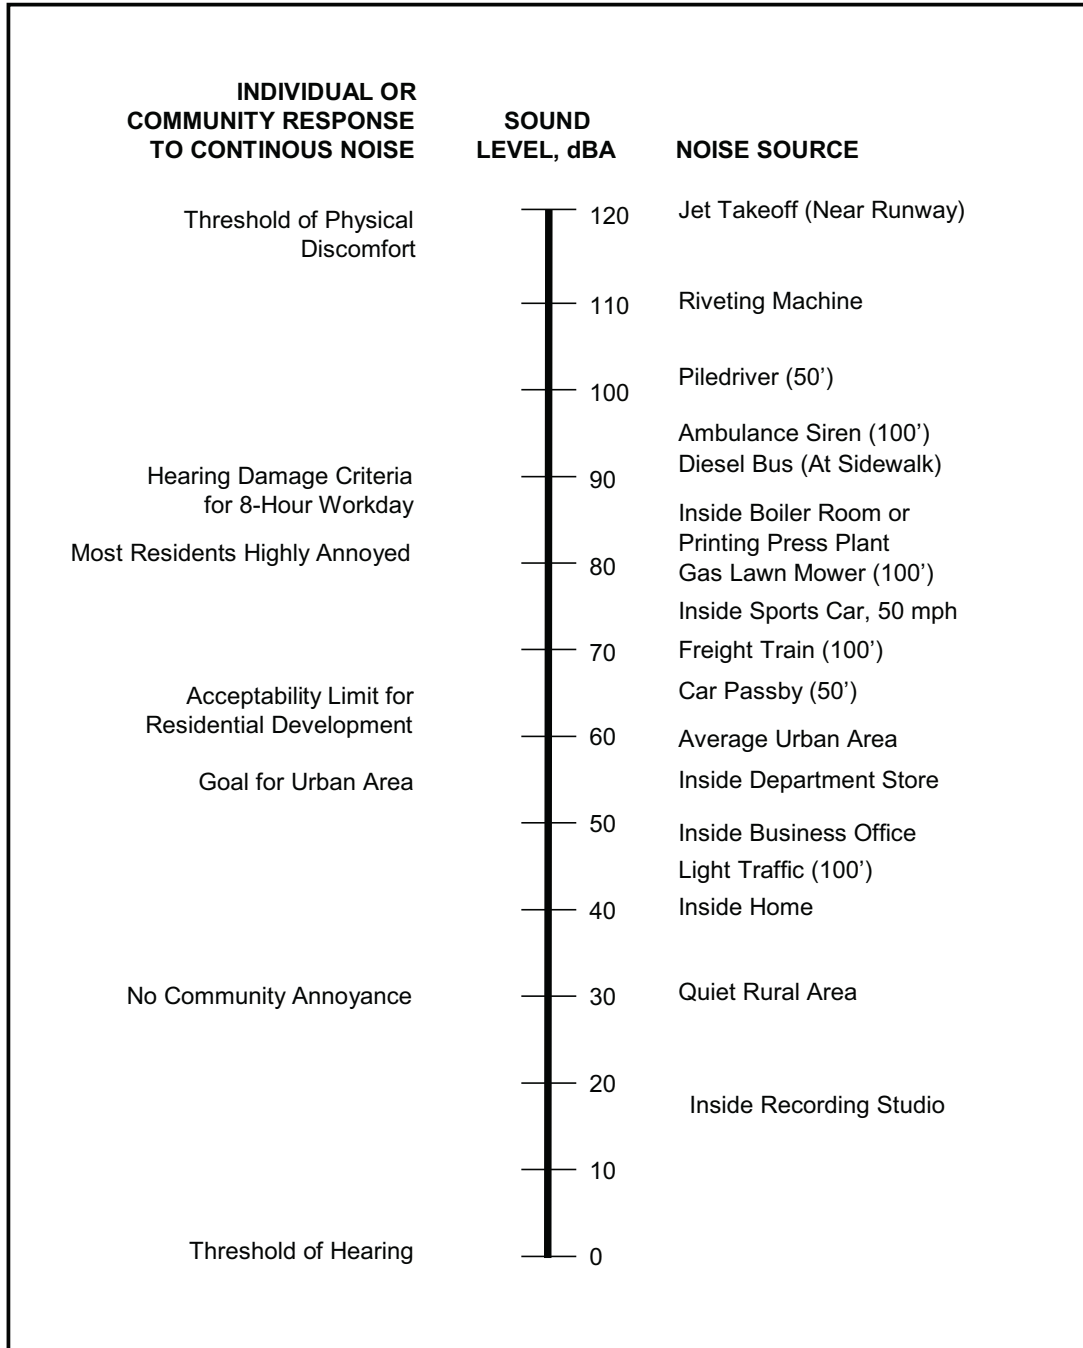 INDIVIDUAL OR
COMMUNITY RESPONSE
TO CONTINOUS NOISE
SOUND
LEVEL, dBA
NOISE SOURCE
Threshold of Physical
Discomfort
120
Jet Takeoff (Near Runway)
110
Riveting Machine
Piledriver (50’)
100
Ambulance Siren (100’)
Diesel Bus (At Sidewalk)
Hearing Damage Criteria
for 8-Hour Workday
90
Inside Boiler Room or
Printing Press Plant
Most Residents Highly Annoyed
80
Gas Lawn Mower (100’)
Inside Sports Car, 50 mph
70
Freight Train (100’)
Acceptability Limit for
Residential Development
Car Passby (50’)
60
Average Urban Area
Goal for Urban Area
Inside Department Store
50
Inside Business Office
Light Traffic (100’)
40
Inside Home
No Community Annoyance
30
Quiet Rural Area
20
Inside Recording Studio
10
Threshold of Hearing
0